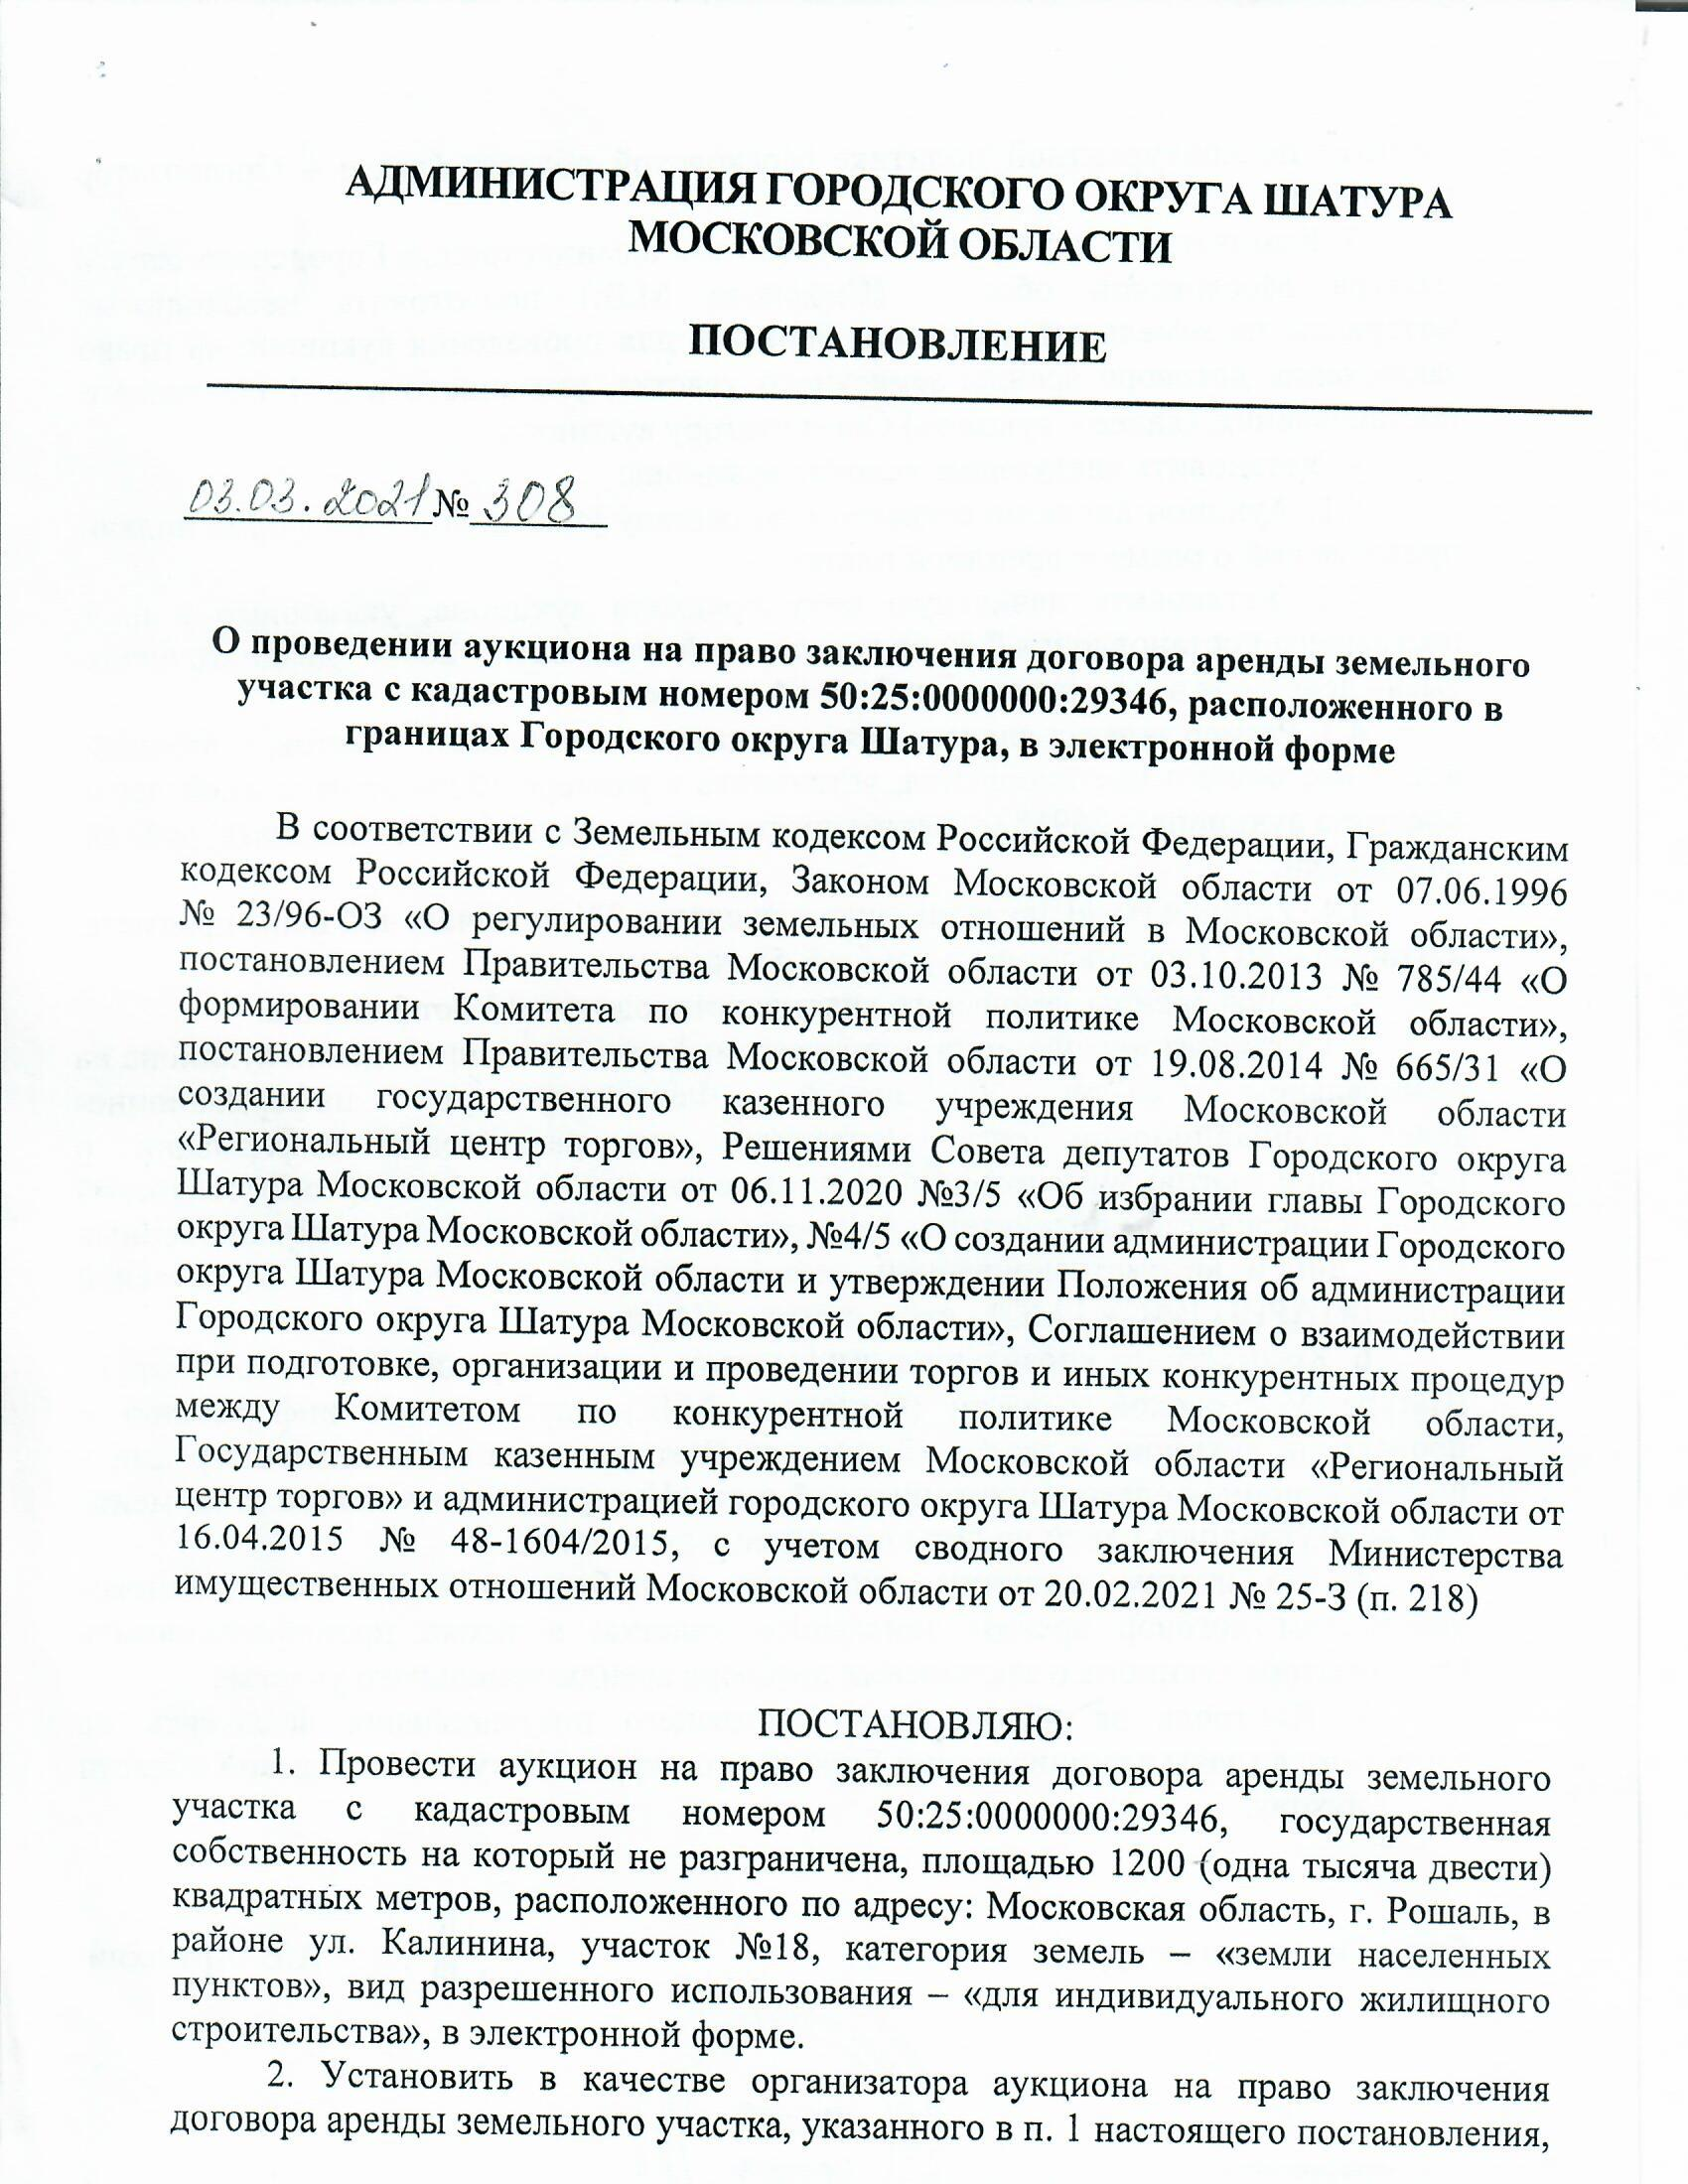 АДМИНИСТРАЦИЯ ГОРОДСКОГО ОКРУГА ШАТУРА
МОСКОВСКОЙ ОБЛАСТИ
ПОСТАНОВЛЕНИЕ
03.03.2021 № 308
О проведении аукциона на право заключения договора аренды земельного
участка с кадастровым номером 50:25:0000000:29346, расположенного в
границах Городского округа Шатура, в электронной форме
В соответствии с Земельным кодексом Российской Федерации, Гражданским
кодексом Российской Федерации, Законом Московской области от 07.06.1996
№ 23/96-ОЗ «О регулировании земельных отношений в Московской области»,
постановлением Правительства Московской области от 03.10.2013 № 785/44 «О
формировании Комитета по конкурентной политике Московской области»,
постановлением Правительства Московской области от 19.08.2014 № 665/31 «О
создании государственного казенного учреждения Московской области
«Региональный центр торгов», Решениями Совета депутатов Городского округа
Шатура Московской области от 06.11.2020 №3/5 «Об избрании главы Городского
округа Шатура Московской области», №4/5 «О создании администрации Городского
округа Шатура Московской области и утверждении Положения об администрации
Городского округа Шатура Московской области», Соглашением о взаимодействии
при подготовке, организации и проведении торгов и иных конкурентных процедур
между Комитетом по конкурентной политике Московской области,
Государственным казенным учреждением Московской области «Региональный
центр торгов» и администрацией городского округа Шатура Московской области от
16.04.2015 № 48-1604/2015, с учетом сводного заключения Министерства
имущественных отношений Московской области от 20.02.2021 № 25-З (п. 218)
ПОСТАНОВЛЯЮ:
1. Провести аукцион на право заключения договора аренды земельного
участка с кадастровым номером 50:25:0000000:29346, государственная
собственность на который не разграничена, площадью 1200 (одна тысяча двести)
квадратных метров, расположенного по адресу: Московская область, г. Рошаль, в
районе ул. Калинина, участок №18, категория земель – «земли населенных
пунктов», вид разрешенного использования – «для индивидуального жилищного
строительства», в электронной форме.
2. Установить в качестве организатора аукциона на право заключения
договора аренды земельного участка, указанного в п. 1 настоящего постановления,